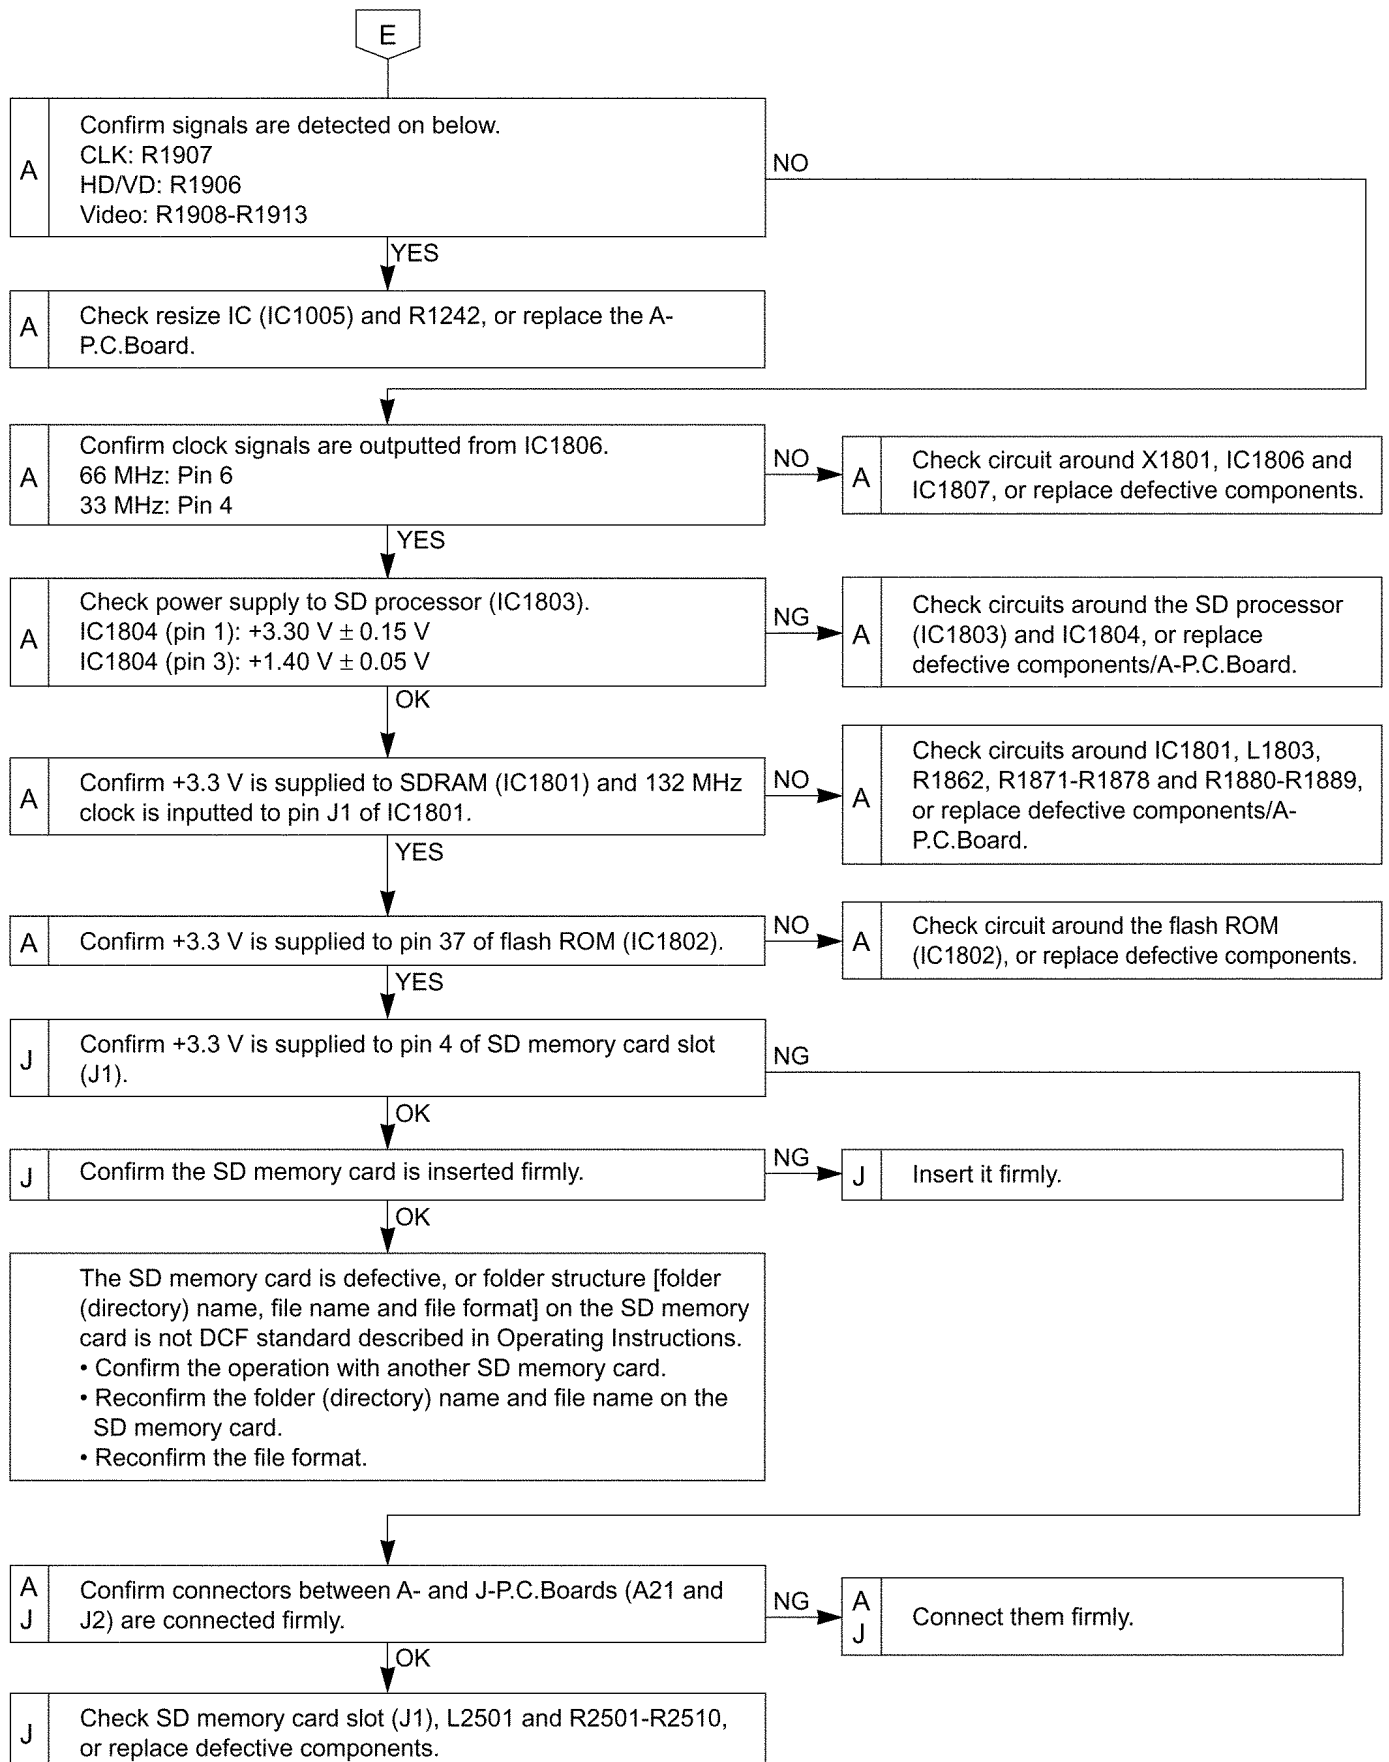 E
A
Confirm signals are detected on below.
CLK: R1907
HD/VD: R1906
Video: R1908-R1913
NO
YES
A
Check resize IC (IC1005) and R1242, or replace the A-
P.C.Board.
A
Confirm clock signals are outputted from IC1806.
66 MHz: Pin 6
33 MHz: Pin 4
NO
A
Check circuit around X1801, IC1806 and
IC1807, or replace defective components.
YES
A
Check power supply to SD processor (IC1803).
IC1804 (pin 1): +3.30 V ± 0.15 V
IC1804 (pin 3): +1.40 V ± 0.05 V
NG
A
Check circuits around the SD processor
(IC1803) and IC1804, or replace
defective components/A-P.C.Board.
OK
A
Confirm +3.3 V is supplied to SDRAM (IC1801) and 132 MHz
clock is inputted to pin J1 of IC1801.
NO
A
Check circuits around IC1801, L1803,
R1862, R1871-R1878 and R1880-R1889,
or replace defective components/A-
P.C.Board.
YES
A
Confirm +3.3 V is supplied to pin 37 of flash ROM (IC1802).
NO
A
Check circuit around the flash ROM
(IC1802), or replace defective components.
YES
J
Confirm +3.3 V is supplied to pin 4 of SD memory card slot
(J1).
NG
OK
J
Confirm the SD memory card is inserted firmly.
NG
J
Insert it firmly.
OK
The SD memory card is defective, or folder structure [folder
(directory) name, file name and file format] on the SD memory
card is not DCF standard described in Operating Instructions.
• Confirm the operation with another SD memory card.
• Reconfirm the folder (directory) name and file name on the
SD memory card.
• Reconfirm the file format.
A
J
Confirm connectors between A- and J-P.C.Boards (A21 and
J2) are connected firmly.
NG
A
J
Connect them firmly.
OK
J
Check SD memory card slot (J1), L2501 and R2501-R2510,
or replace defective components.